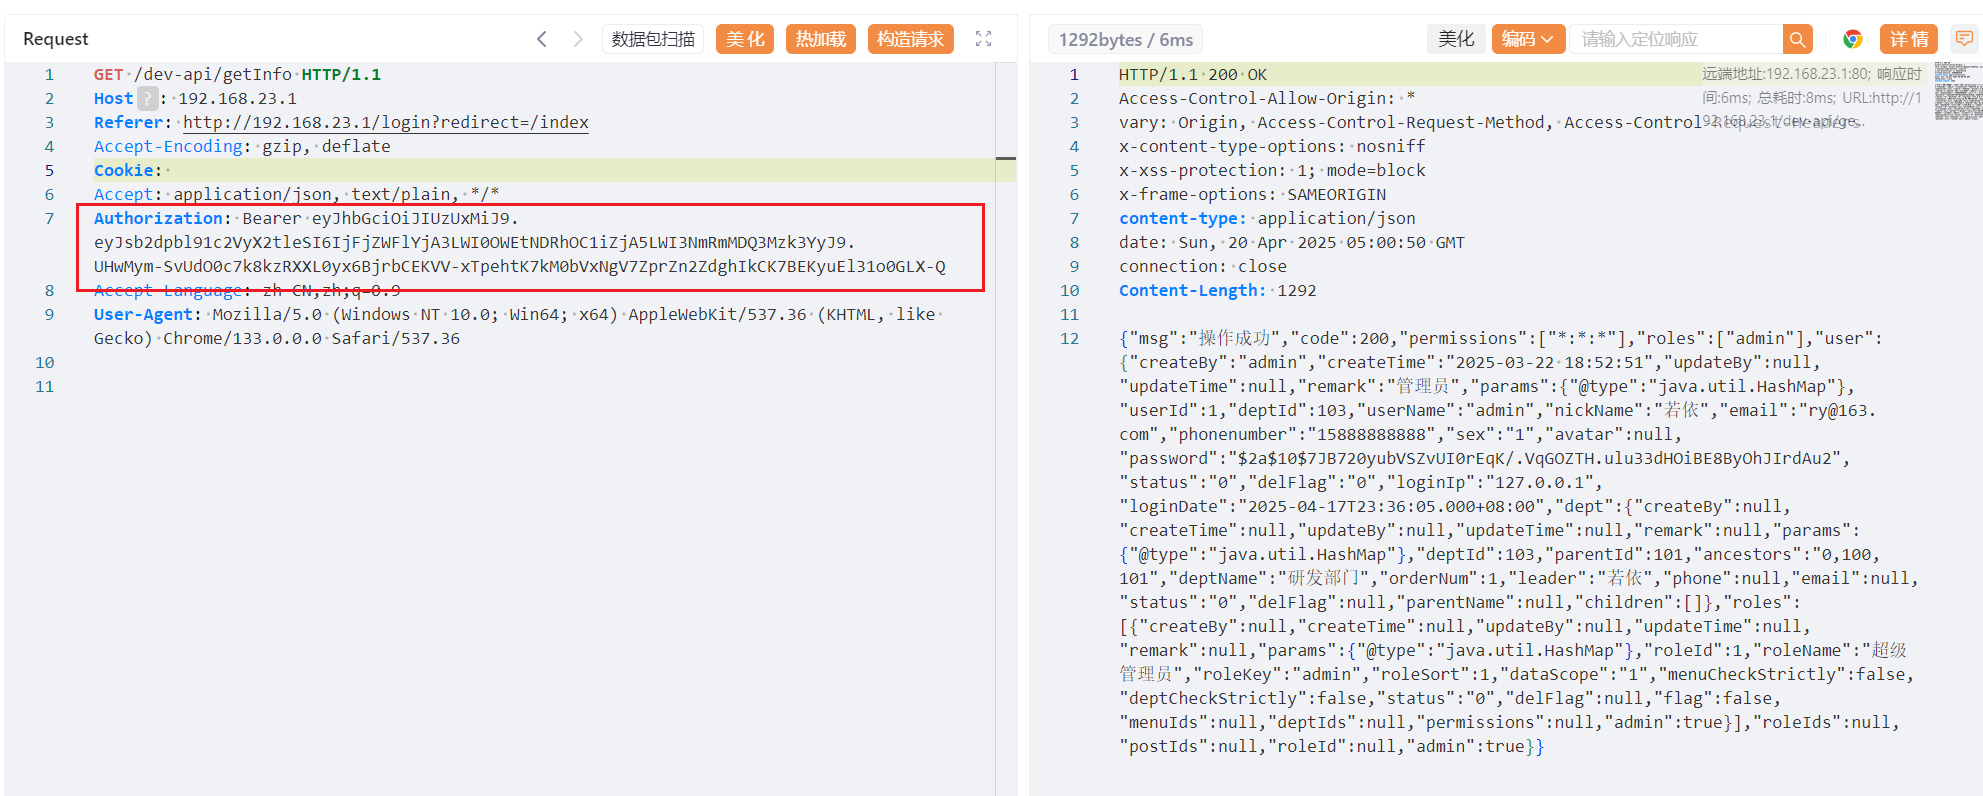 Request
数据包扫描
美化
热加载
构造请求
1 GET /dev-api/getInfo HTTP/1.1
2 Host ? : 192.168.23.1
3 Referer: http://192.168.23.1/login?redirect=/index
4 Accept-Encoding: gzip, deflate
5 Cookie:
6 Accept: application/json, text/plain, */*
7 Authorization: Bearer eyJhbGciOiJIUzUxMiJ9.
eyJsb2dpbl91c2VyX2tleSI6IjFjZWFlYjA3LWI0OWEtNDRhOC1iZjA5LWI3NmRmMDQ3Mzk3YyJ9.
UHwMym-SvUdO0c7k8kzRXXL0yx6BjrbCEKVV-xTpehtK7kM0bVxNgV7ZprZn2ZdghIkCK7BEKyuEl31o0GLX-Q
8 Accept-Language: zh-CN,zh;q=0.9
9 User-Agent: Mozilla/5.0 (Windows NT 10.0; Win64; x64) AppleWebKit/537.36 (KHTML, like
Gecko) Chrome/133.0.0.0 Safari/537.36
10
11
1292bytes / 6ms
美化
编码
请输入定位响应
详情
1 HTTP/1.1 200 OK
远端地址:192.168.23.1:80; 响应时
间:6ms; 总耗时:8ms; URL:http://1
92.168.23.1/dev-api/ge...
2 Access-Control-Allow-Origin: *
3 vary: Origin, Access-Control-Request-Method, Access-Control-Request-Headers
4 x-content-type-options: nosniff
5 x-xss-protection: 1; mode=block
6 x-frame-options: SAMEORIGIN
7 content-type: application/json
8 date: Sun, 20 Apr 2025 05:00:50 GMT
9 connection: close
10 Content-Length: 1292
11
12 {"msg":"操作成功","code":200,"permissions":["*:*:*"],"roles":["admin"],"user":
{"createBy":"admin","createTime":"2025-03-22 18:52:51","updateBy":null,
"updateTime":null,"remark":"管理员","params":{"@type":"java.util.HashMap"},
"userId":1,"deptId":103,"userName":"admin","nickName":"若依","email":"ry@163.
com","phonenumber":"15888888888","sex":"1","avatar":null,
"password":"$2a$10$7JB720yubVSZvUI0rEqK/.VqGOZTH.ulu33dHOiBE8ByOhJIrdAu2",
"status":"0","delFlag":"0","loginIp":"127.0.0.1",
"loginDate":"2025-04-17T23:36:05.000+08:00","dept":{"createBy":null,
"createTime":null,"updateBy":null,"updateTime":null,"remark":null,"params":
{"@type":"java.util.HashMap"},"deptId":103,"parentId":101,"ancestors":"0,100,
101","deptName":"研发部门","orderNum":1,"leader":"若依","phone":null,"email":null,
"status":"0","delFlag":null,"parentName":null,"children":[]},"roles":
[{"createBy":null,"createTime":null,"updateBy":null,"updateTime":null,
"remark":null,"params":{"@type":"java.util.HashMap"},"roleId":1,"roleName":"超级
管理员","roleKey":"admin","roleSort":1,"dataScope":"1","menuCheckStrictly":false,
"deptCheckStrictly":false,"status":"0","delFlag":null,"flag":false,
"menuIds":null,"deptIds":null,"permissions":null,"admin":true}],"roleIds":null,
"postIds":null,"roleId":null,"admin":true}}